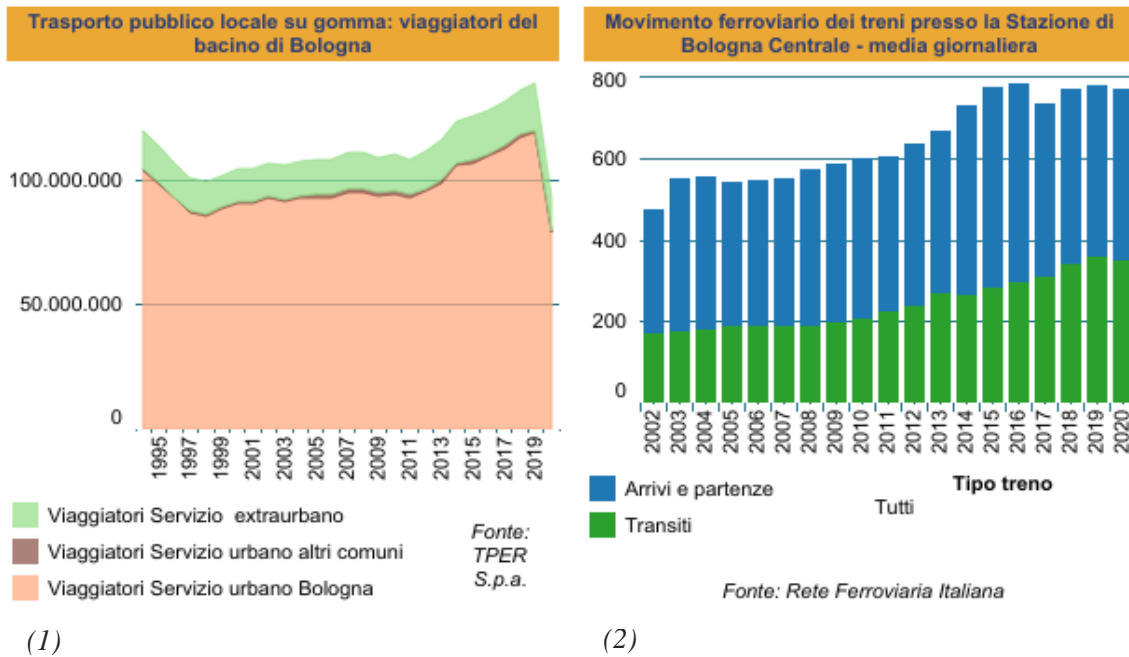 Trasporto pubblico locale su gomma: viaggiatori del
bacino di Bologna
100.000.000
50.000.000
0
1995
1997
1999
2001
2003
2005
2007
2009
2011
2013
2015
2017
2019
Viaggiatori Servizio extraurbano
Viaggiatori Servizio urbano altri comuni
Viaggiatori Servizio urbano Bologna
Fonte:
TPER
S.p.a.
(1)
Movimento ferroviario dei treni presso la Stazione di
Bologna Centrale - media giornaliera
800
600
400
200
0
2002
2003
2004
2005
2006
2007
2008
2009
2010
2011
2012
2013
2014
2015
2016
2017
2018
2019
2020
Tipo treno
Arrivi e partenze
Tutti
Transiti
Fonte: Rete Ferroviaria Italiana
(2)